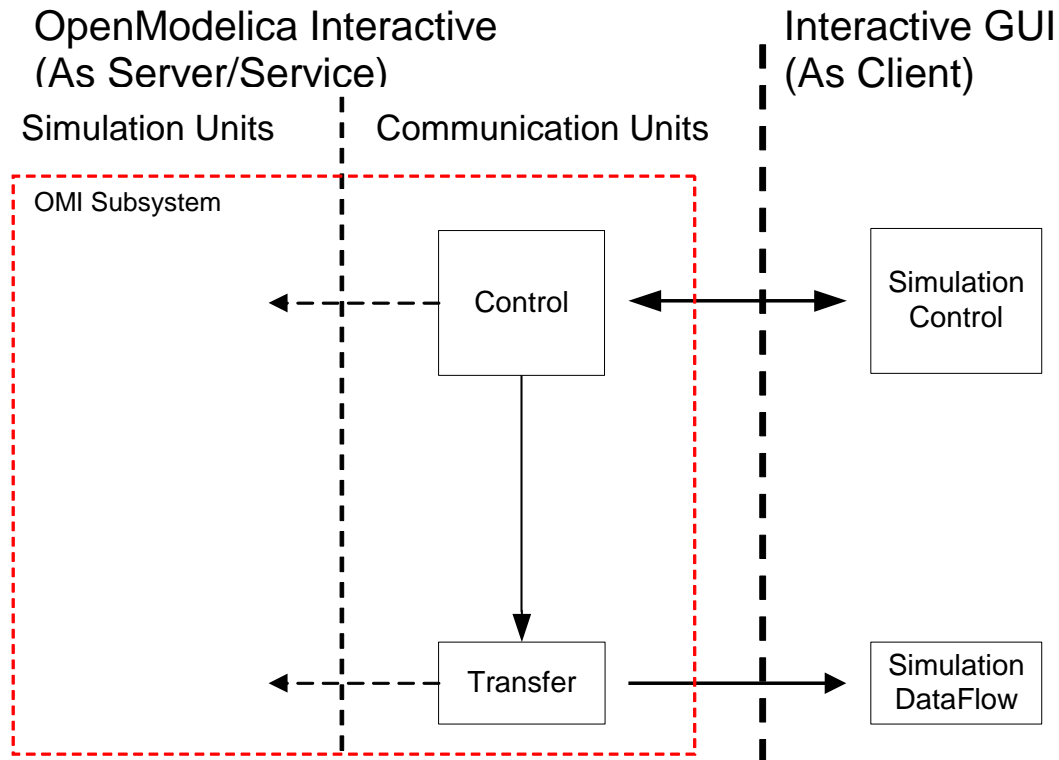 OpenModelica Interactive
(As Server/Service)
Interactive GUI
(As Client)
Simulation Units
Communication Units
OMI Subsystem
Control
Simulation
Control
Transfer
Simulation
DataFlow